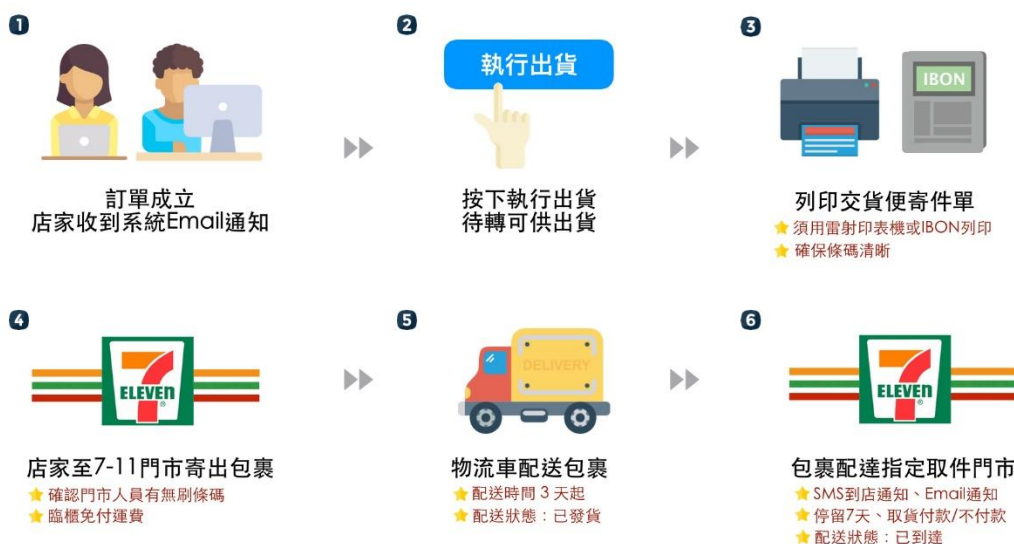 1
訂單成立
店家收到系統Email通知
2
執行出貨
按下執行出貨
待轉可供出貨
3
IBON
列印交貨便寄件單
須用雷射印表機或IBON列印
確保條碼清晰
4
7
ELEVEn
®
店家至7-11門市寄出包裹
確認門市人員有無刷條碼
臨櫃免付運費
5
DELIVERY
物流車配送包裹
配送時間 3 天起
配送狀態：已發貨
6
7
ELEVEn
®
包裹配達指定取件門市
SMS到店通知、Email通知
停留7天、取貨付款/不付款
配送狀態：已到達